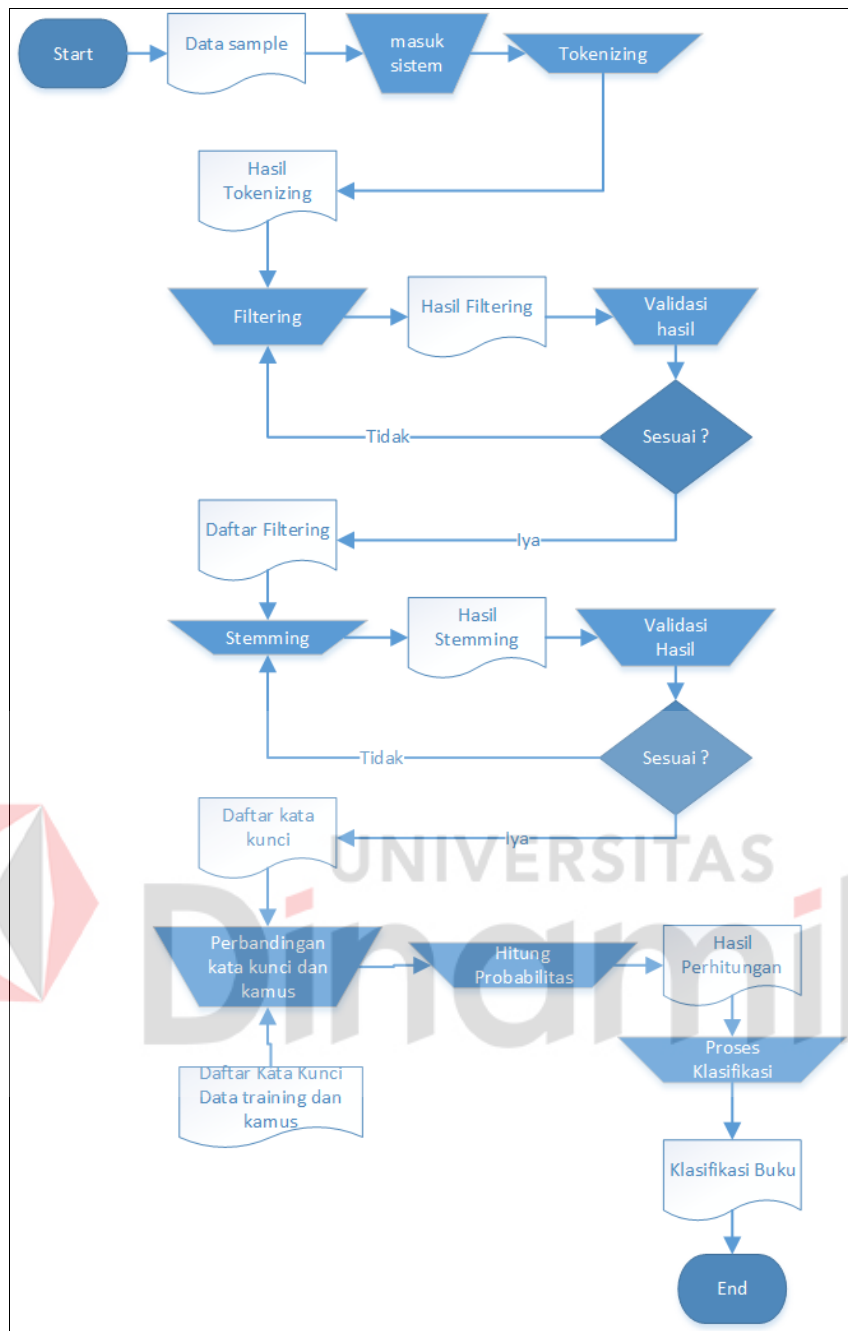 Start
Data sample
masuk
sistem
Tokenizing
Hasil
Tokenizing
Filtering
Hasil Filtering
Validasi
hasil
Sesuai ?
Tidak
Iya
Daftar Filtering
Stemming
Hasil
Stemming
Validasi
Hasil
Sesuai ?
Tidak
Iya
Daftar kata
kunci
UNIVERSITAS
Perbandingan
kata kunci dan
kamus
Hitung
Probabilitas
Hasil
Perhitungan
Dinami
Proses
Klasifikasi
Daftar Kata Kunci
Data training dan
kamus
Klasifikasi Buku
End